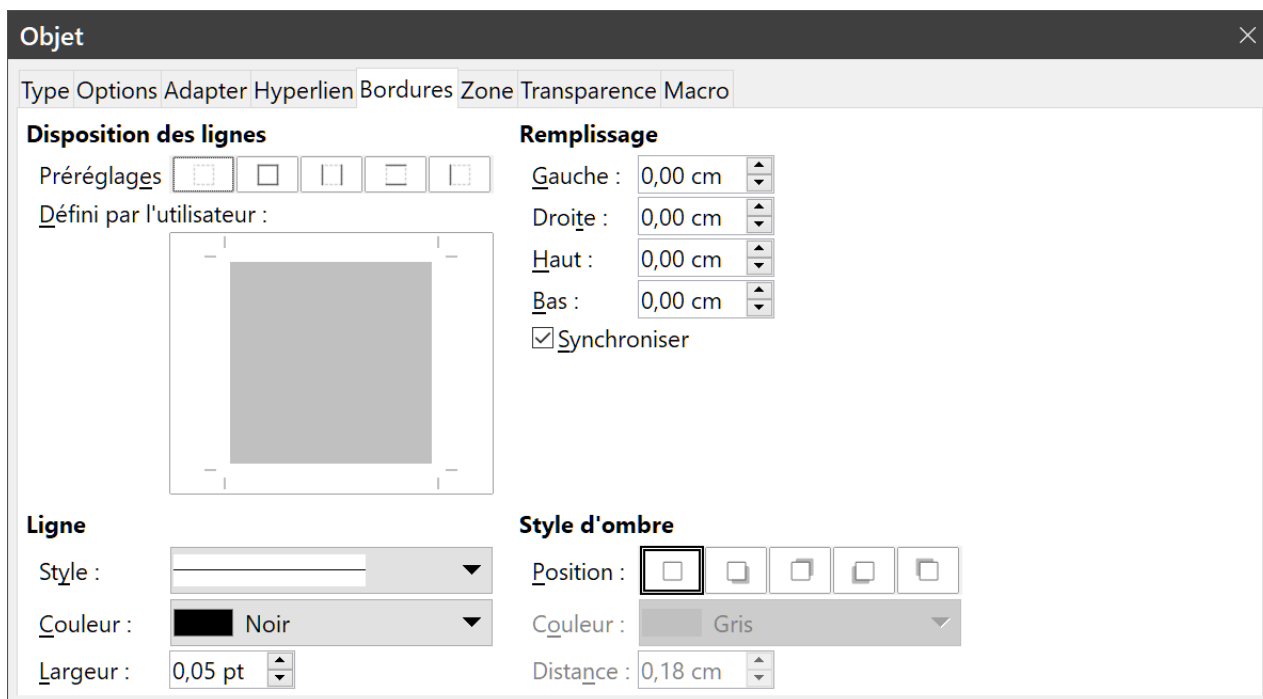 Objet
Type Options Adapter Hyperlien Bordures Zone Transparence Macro
Disposition des lignes
Préréglages
Défini par l'utilisateur :
Remplissage
Gauche : 0,00 cm
Droite : 0,00 cm
Haut : 0,00 cm
Bas : 0,00 cm
Synchroniser
Ligne
Style :
Couleur : Noir
Largeur : 0,05 pt
Style d'ombre
Position :
Couleur : Gris
Distance : 0,18 cm